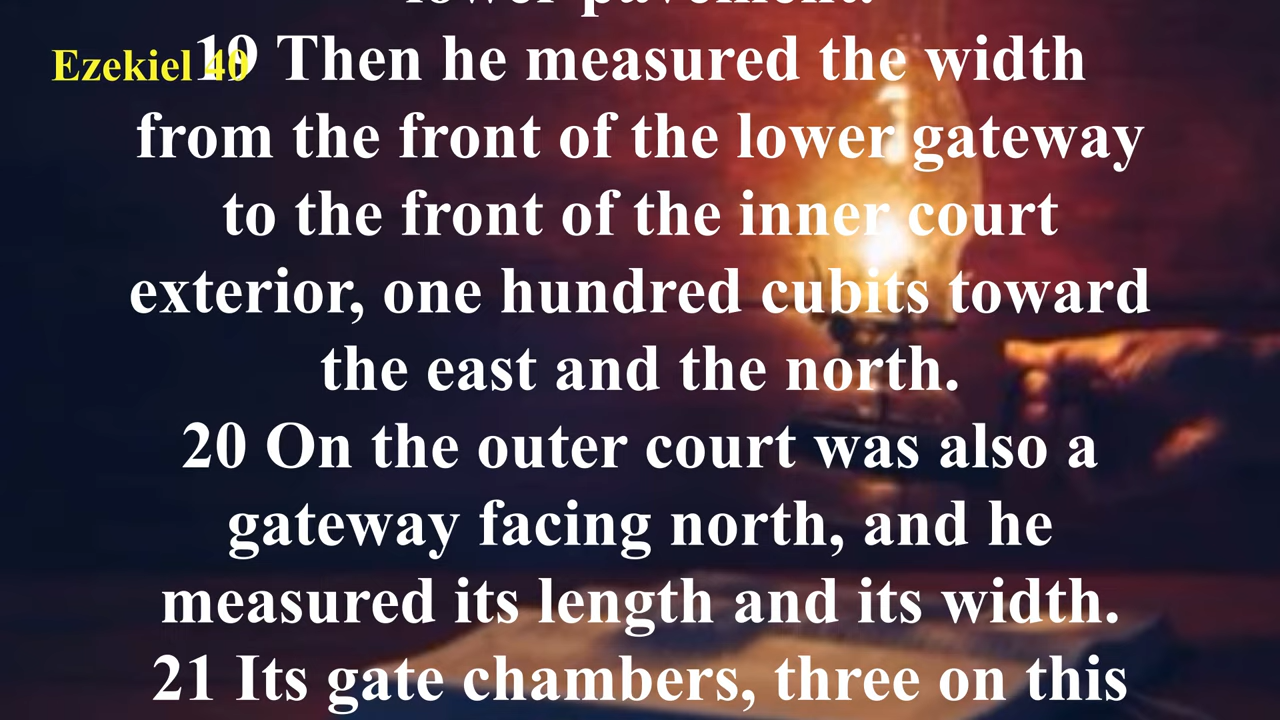 lower pavement.
Ezekiel 40
19 Then he measured the width
from the front of the lower gateway
to the front of the inner court
exterior, one hundred cubits toward
the east and the north.
20 On the outer court was also a
gateway facing north, and he
measured its length and its width.
21 Its gate chambers, three on this